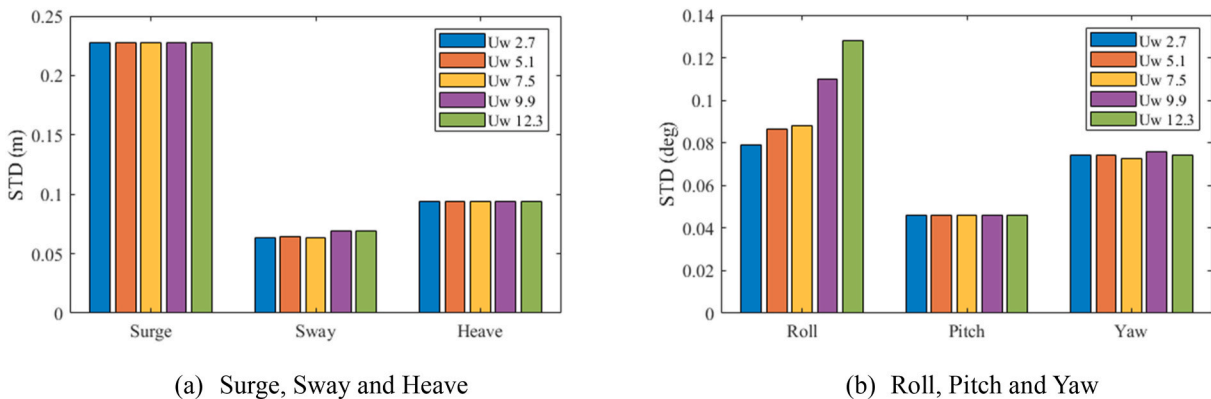 0.25
0.2
0.15
0.1
0.05
0
STD (m)
Uw 2.7
Uw 5.1
Uw 7.5
Uw 9.9
Uw 12.3
Surge Sway Heave
(a) Surge, Sway and Heave
0.14
0.12
0.1
0.08
0.06
0.04
0.02
0
STD (deg)
Uw 2.7
Uw 5.1
Uw 7.5
Uw 9.9
Uw 12.3
Roll Pitch Yaw
(b) Roll, Pitch and Yaw